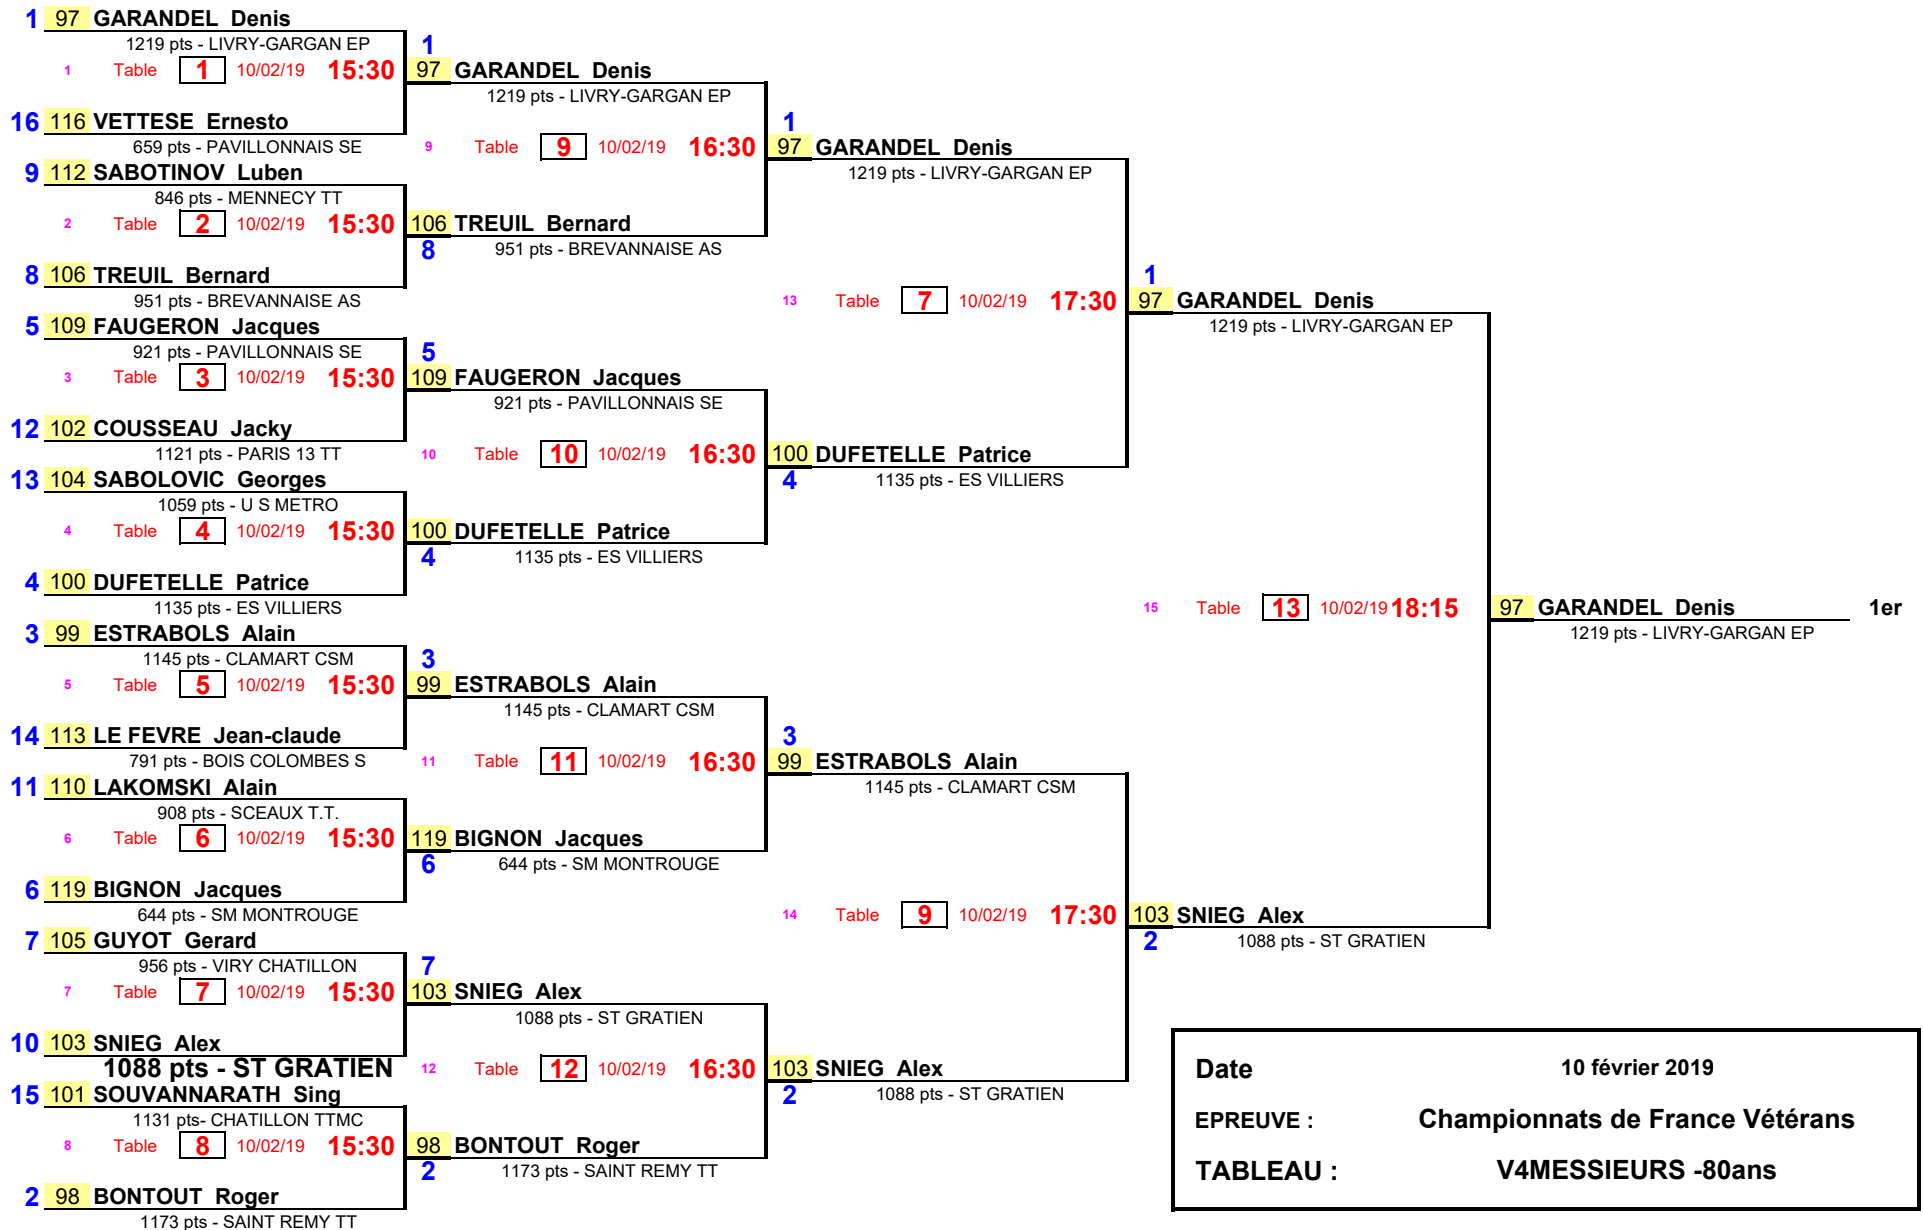 1 97 GARANDEL Denis
1219 pts - LIVRY-GARGAN EP
1 Table 1 10/02/19 15:30
16 116 VETTESE Ernesto
659 pts - PAVILLONNAIS SE
9 112 SABOTINOV Luben
846 pts - MENNECY TT
2 Table 2 10/02/19 15:30
8 106 TREUIL Bernard
951 pts - BREVANNAISE AS
5 109 FAUGERON Jacques
921 pts - PAVILLONNAIS SE
3 Table 3 10/02/19 15:30
12 102 COUSSEAU Jacky
1121 pts - PARIS 13 TT
13 104 SABOLOVIC Georges
1059 pts - U S METRO
4 Table 4 10/02/19 15:30
4 100 DUFETELLE Patrice
1135 pts - ES VILLIERS
3 99 ESTRABOLS Alain
1145 pts - CLAMART CSM
5 Table 5 10/02/19 15:30
14 113 LE FEVRE Jean-claude
791 pts - BOIS COLOMBES S
11 110 LAKOMSKI Alain
908 pts - SCEAUX T.T.
6 Table 6 10/02/19 15:30
6 119 BIGNON Jacques
644 pts - SM MONTROUGE
7 105 GUYOT Gerard
956 pts - VIRY CHATILLON
7 Table 7 10/02/19 15:30
10 103 SNIEG Alex
1088 pts - ST GRATIEN
15 101 SOUVANNARATH Sing
1131 pts- CHATILLON TTMC
8 Table 8 10/02/19 15:30
2 98 BONTOUT Roger
1173 pts - SAINT REMY TT
1
97 GARANDEL Denis
1219 pts - LIVRY-GARGAN EP
9 Table 9 10/02/19 16:30
106 TREUIL Bernard
8
951 pts - BREVANNAISE AS
5
109 FAUGERON Jacques
921 pts - PAVILLONNAIS SE
10 Table 10 10/02/19 16:30
100 DUFETELLE Patrice
4
1135 pts - ES VILLIERS
3
99 ESTRABOLS Alain
1145 pts - CLAMART CSM
11 Table 11 10/02/19 16:30
119 BIGNON Jacques
6
644 pts - SM MONTROUGE
7
103 SNIEG Alex
1088 pts - ST GRATIEN
12 Table 12 10/02/19 16:30
98 BONTOUT Roger
2
1173 pts - SAINT REMY TT
1
97 GARANDEL Denis
1219 pts - LIVRY-GARGAN EP
13 Table 7 10/02/19 17:30
100 DUFETELLE Patrice
4
1135 pts - ES VILLIERS
3
99 ESTRABOLS Alain
1145 pts - CLAMART CSM
14 Table 9 10/02/19 17:30
103 SNIEG Alex
2
1088 pts - ST GRATIEN
1
97 GARANDEL Denis
1219 pts - LIVRY-GARGAN EP
15 Table 13 10/02/19 18:15
103 SNIEG Alex
2
1088 pts - ST GRATIEN
97 GARANDEL Denis 1er
1219 pts - LIVRY-GARGAN EP
Date 10 février 2019
EPREUVE : Championnats de France Vétérans
TABLEAU : V4MESSIEURS -80ans